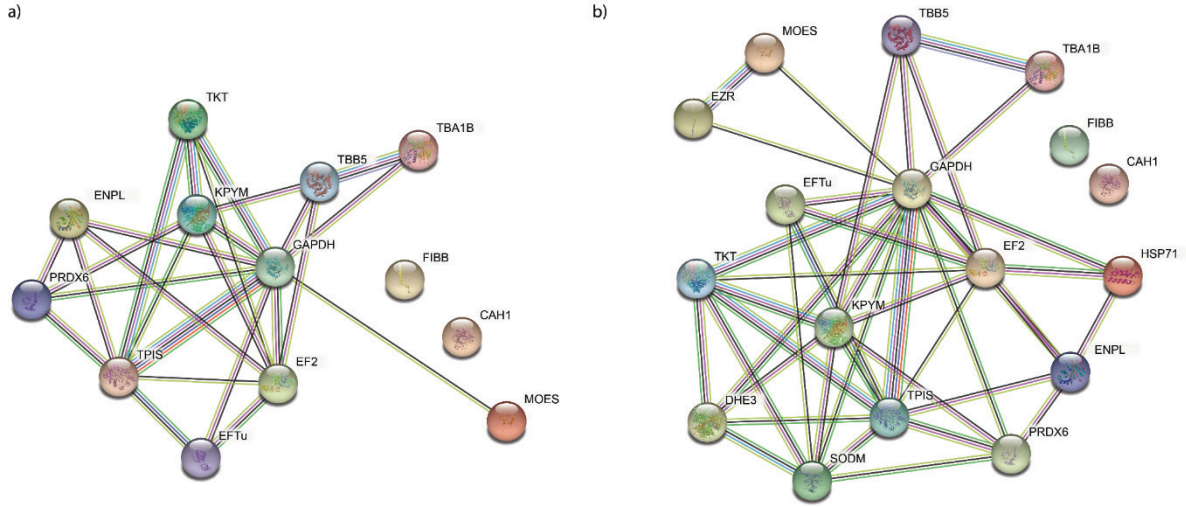 a)
TKT
TBA1B
TBB5
ENPL
KPYM
GAPDH
PRDX6
FIBB
CAH1
TPIS
EF2
MOES
EFTu
b)
TBB5
MOES
TBA1B
EZR
FIBB
GAPDH
CAH1
EFTu
EF2
HSP71
TKT
KPYM
ENPL
DHE3
TPIS
PRDX6
SODM